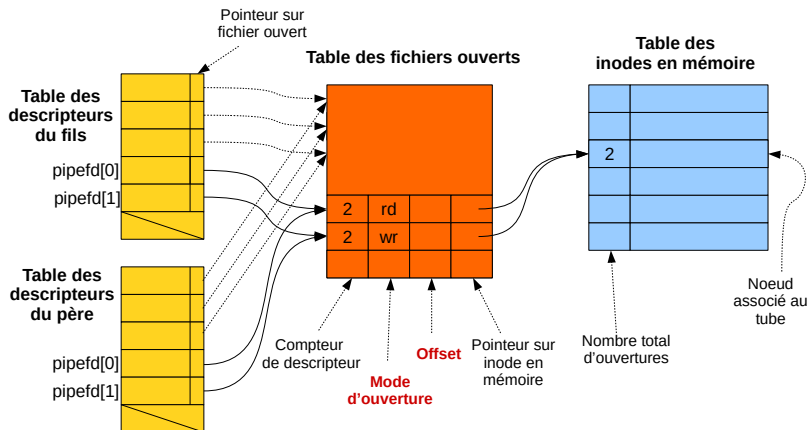 Pointeur sur
fichier ouvert
Table des fichiers ouverts
Table des
inodes en mémoire
Table des
descripteurs
du fils
pipefd[0]
pipefd[1]
2
2 rd
2 wr
Table des
descripteurs
du père
pipefd[0]
pipefd[1]
Compteur
de descripteur
Mode
d'ouverture
Offset
Pointeur sur
inode en
mémoire
Nombre total
d'ouvertures
Noeud
associé au
tube